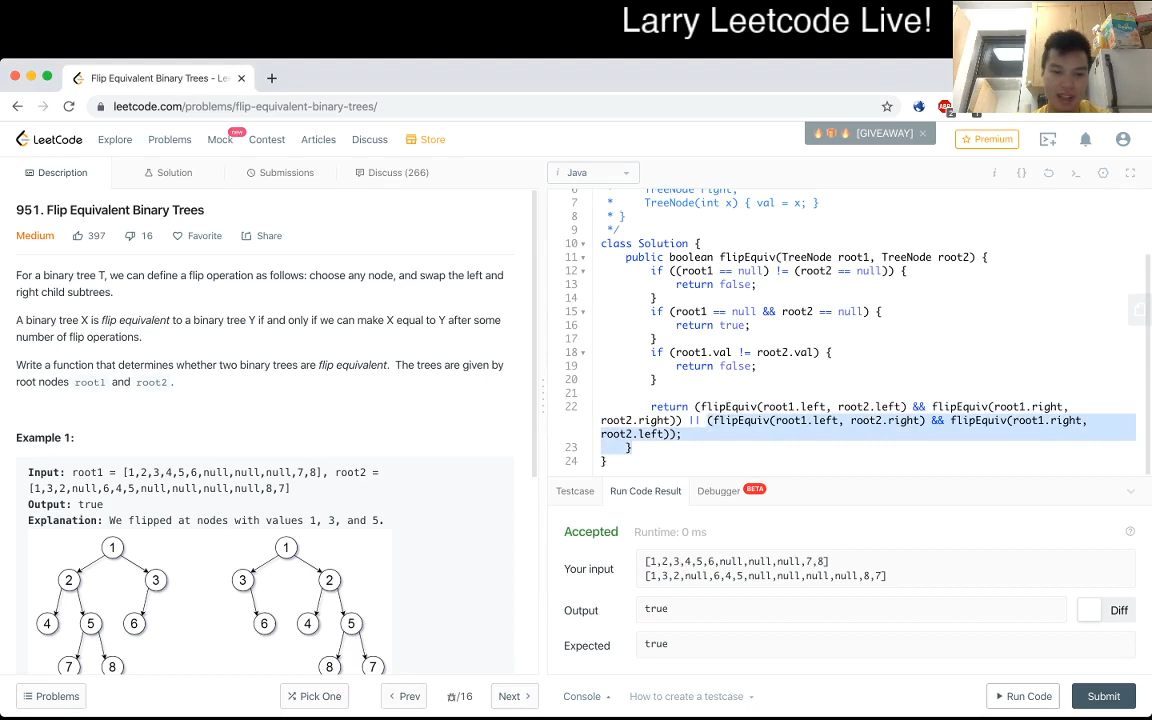 Larry Leetcode Live!
Flip Equivalent Binary Trees - Le
leetcode.com/problems/flip-equivalent-binary-trees/
LeetCode Explore Problems Mock new Contest Articles Discuss Store [GIVEAWAY] Premium
Description Solution Submissions Discuss (266)
951. Flip Equivalent Binary Trees
Medium 397 16 Favorite Share
For a binary tree T, we can define a flip operation as follows: choose any node, and swap the left and
right child subtrees.
A binary tree X is flip equivalent to a binary tree Y if and only if we can make X equal to Y after some
number of flip operations.
Write a function that determines whether two binary trees are flip equivalent.  The trees are given by
root nodes root1 and root2.
Example 1:
Input: root1 = [1,2,3,4,5,6,null,null,null,7,8], root2 =
[1,3,2,null,6,4,5,null,null,null,null,8,7]
Output: true
Explanation: We flipped at nodes with values 1, 3, and 5.
1 1
2 3 3 2
4 5 6 6 4 5
7 8 8 7
Problems Pick One Prev /16 Next
Java
6 * TreeNode right;
7 * TreeNode(int x) { val = x; }
8 * }
9 */
10 class Solution {
11 public boolean flipEquiv(TreeNode root1, TreeNode root2) {
12 if ((root1 == null) != (root2 == null)) {
13 return false;
14 }
15 if (root1 == null && root2 == null) {
16 return true;
17 }
18 if (root1.val != root2.val) {
19 return false;
20 }
21
22 return (flipEquiv(root1.left, root2.left) && flipEquiv(root1.right,
root2.right)) || (flipEquiv(root1.left, root2.right) && flipEquiv(root1.right,
root2.left));
23 }
24 }
Testcase Run Code Result Debugger BETA
Accepted Runtime: 0 ms
Your input
[1,2,3,4,5,6,null,null,null,7,8]
[1,3,2,null,6,4,5,null,null,null,null,8,7]
Output true Diff
Expected true
Console How to create a testcase Run Code Submit